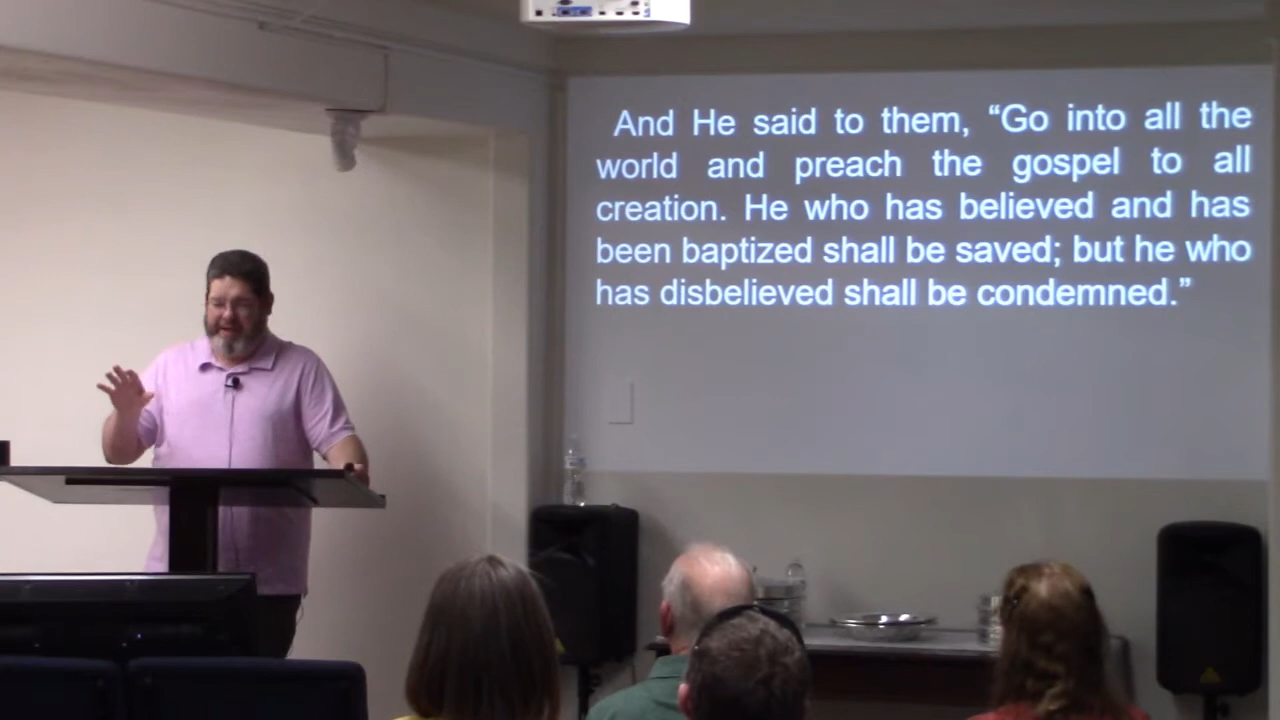 And He said to them, “Go into all the
world and preach the gospel to all
creation. He who has believed and has
been baptized shall be saved; but he who
has disbelieved shall be condemned.”